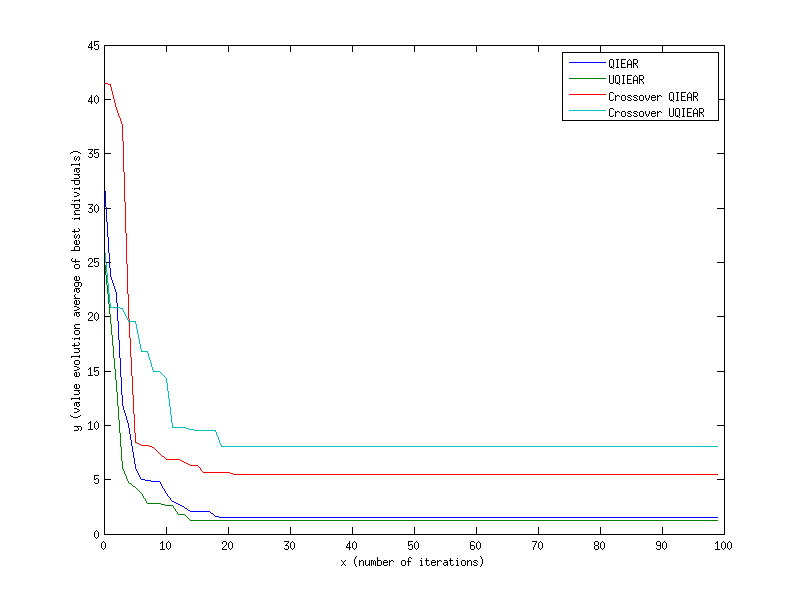 QIEAR
UQIEAR
Crossover QIEAR
Crossover UQIEAR
y (value evolution average of best individuals)
45
40
35
30
25
20
15
10
5
0
0 10 20 30 40 50 60 70 80 90 100
x (number of iterations)